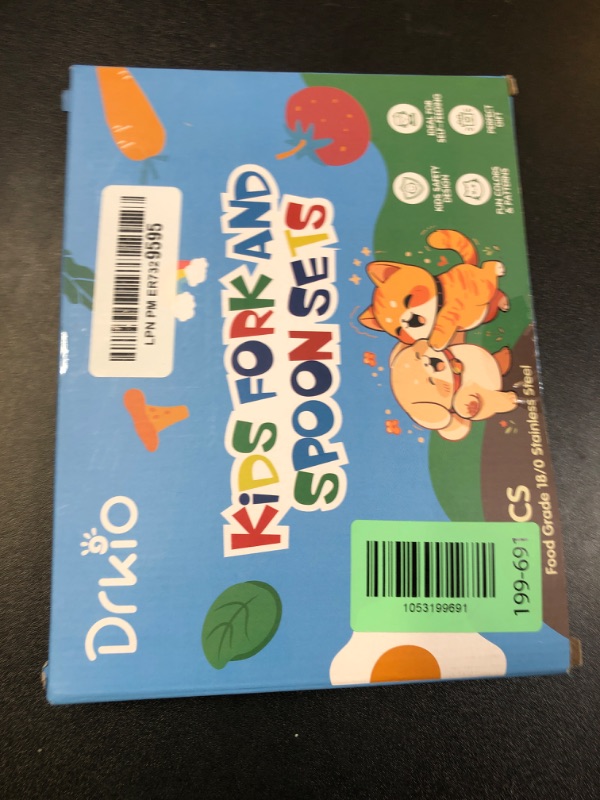 Drkio
KiDS FORK AND
SPOON SETS
IDEAL FOR
SELF-FEEDING
PERFECT
GIFT
KIDS SAFETY
DESIGN
FUN COLORS
& PATTERNS
LPN PM ER7329595
CS
Food Grade 18/0 Stainless Steel
1053199691
199-691